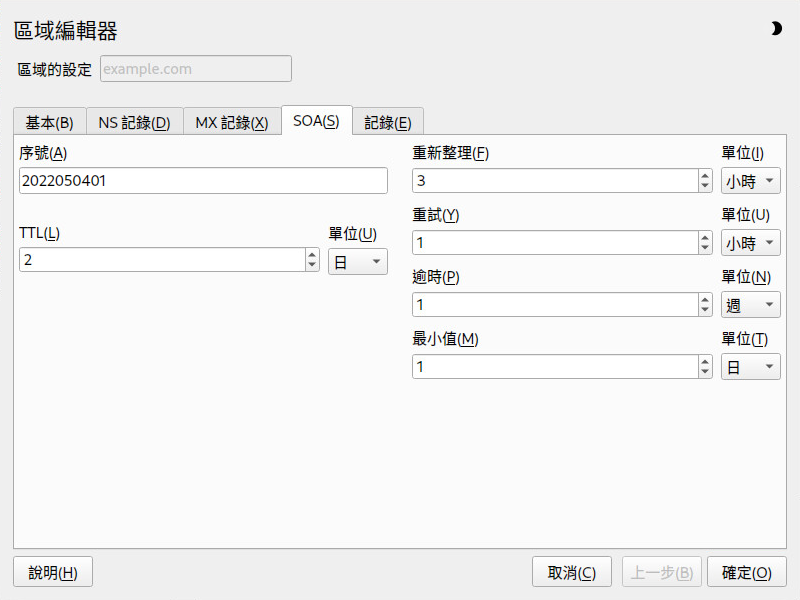 區域編輯器
區域的設定 example.com
基本(B) NS 記錄(D) MX 記錄(X) SOA(S) 記錄(E)
序號(A)
2022050401
TTL(L) 單位(U)
2 日
重新整理(F) 單位(I)
3 小時
重試(Y) 單位(U)
1 小時
逾時(P) 單位(N)
1 週
最小值(M) 單位(T)
1 日
說明(H) 取消(C) 上一步(B) 確定(O)